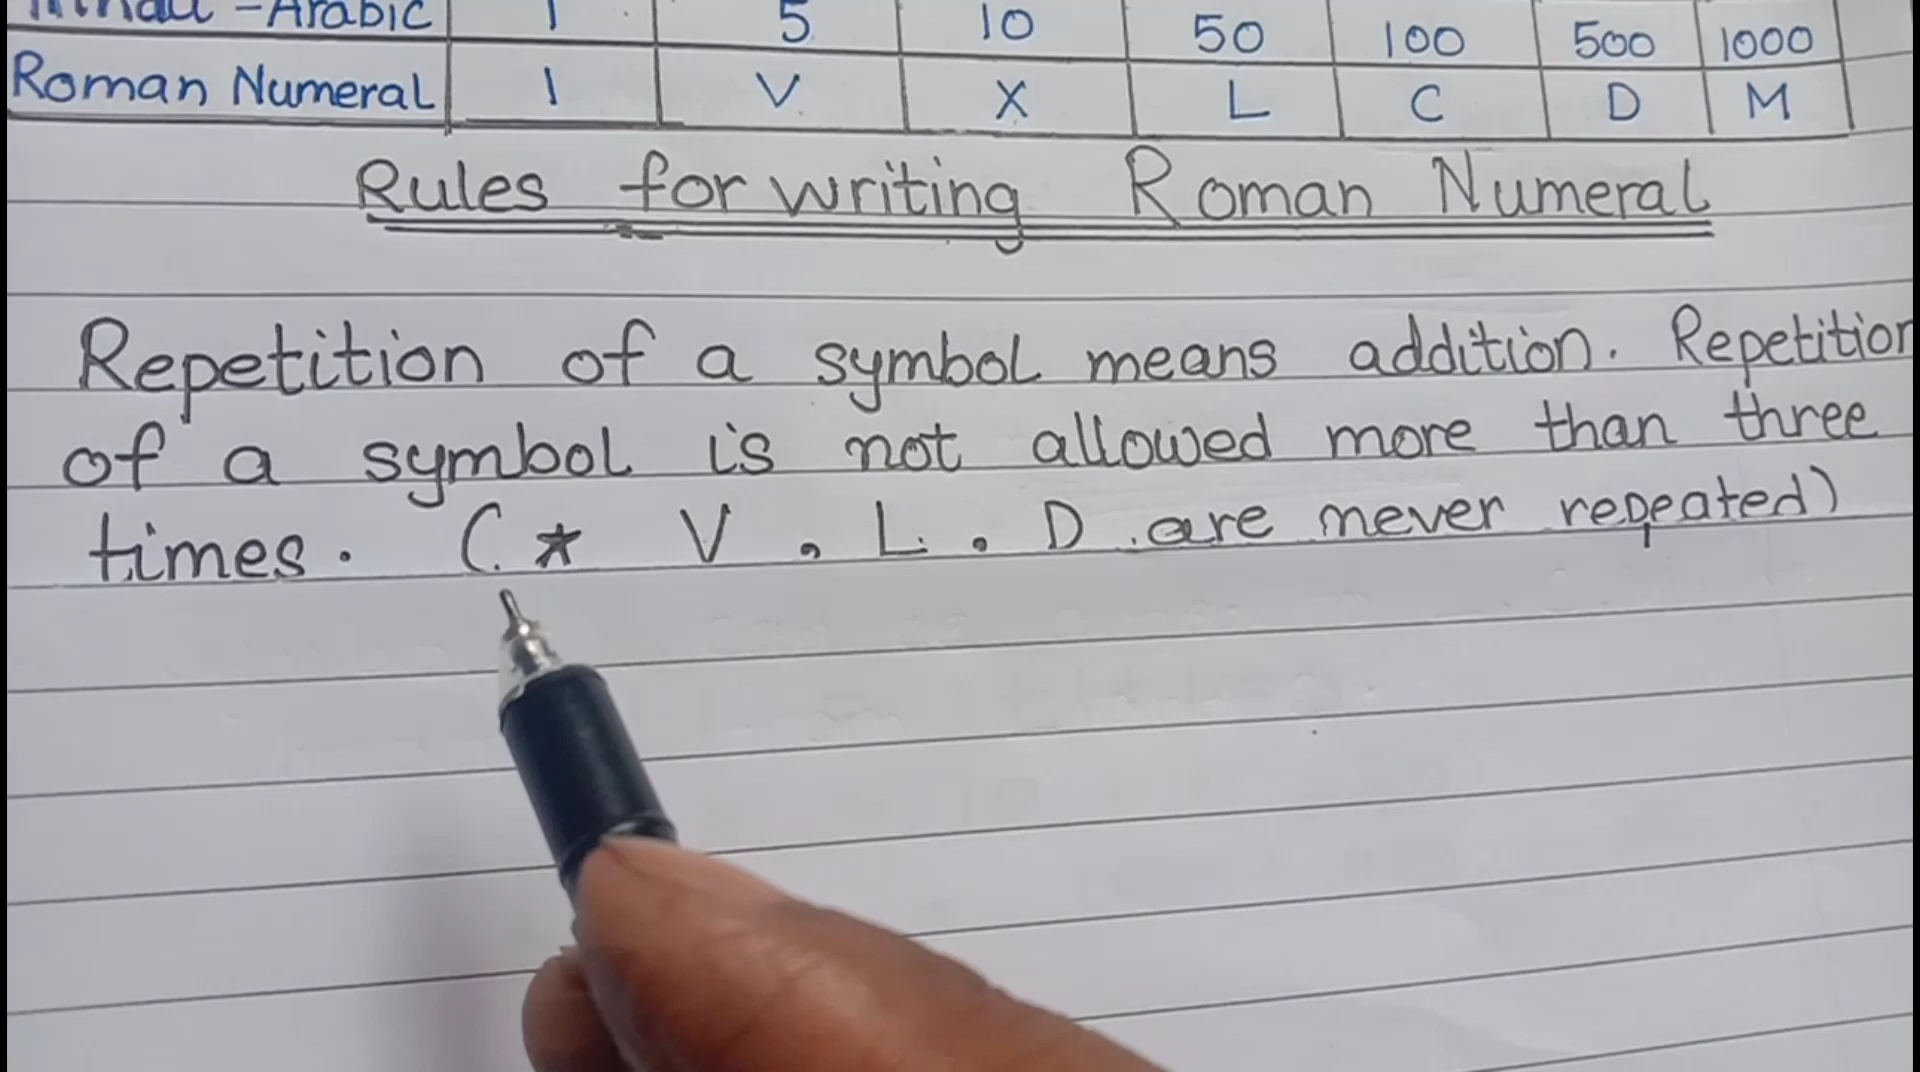 -Arabic 1 5 10 50 100 500 1000
Roman Numeral I V X L C D M
Rules for writing Roman Numeral
Repetition of a symbol means addition. Repetition
of a symbol is not allowed more than three
times. (* V, L, D are never repeated)